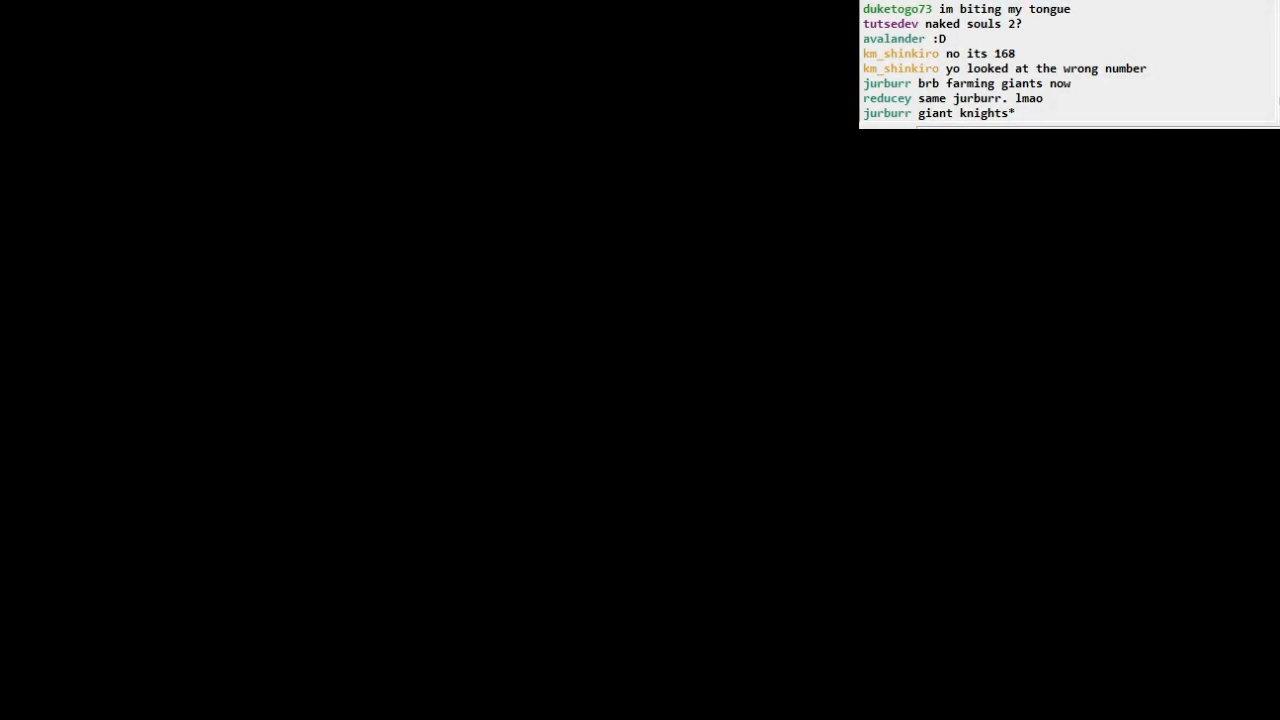 duketogo73 im biting my tongue
tutsedev naked souls 2?
avalander :D
km_shinkiro no its 168
km_shinkiro yo looked at the wrong number
jurburr brb farming giants now
reducey same jurburr. lmao
jurburr giant knights*